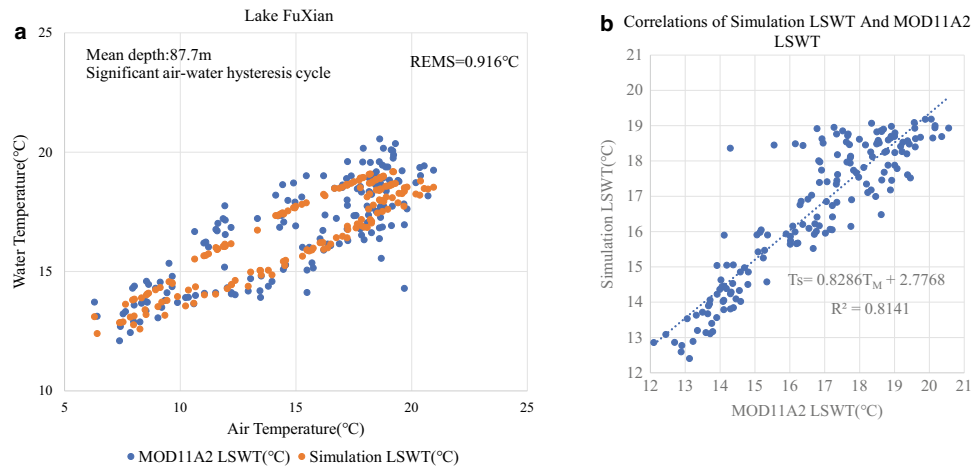 Lake FuXian
a
Mean depth:87.7m
Significant air-water hysteresis cycle
REMS=0.916℃
Water Temperature(℃)
25
20
15
10
5
10
15
20
25
Air Temperature(℃)
MOD11A2 LSWT(℃)
Simulation LSWT(℃)
b
Correlations of Simulation LSWT And MOD11A2
LSWT
Simulation LSWT(℃)
21
20
19
18
17
16
15
14
13
12
Ts= 0.8286T_M + 2.7768
R² = 0.8141
12
13
14
15
16
17
18
19
20
21
MOD11A2 LSWT(℃)